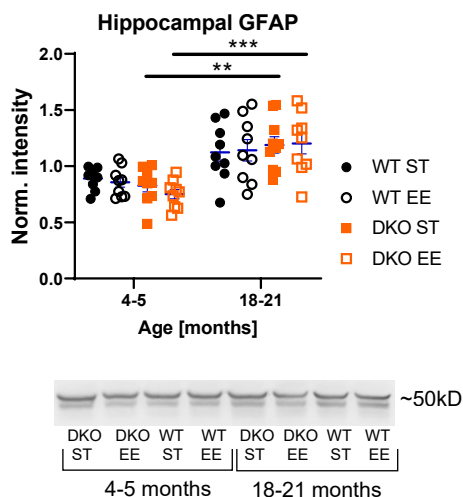 Hippocampal GFAP
***
**
Norm. intensity
2.0
1.5
1.0
0.5
0.0
4-5
18-21
Age [months]
WT ST
WT EE
DKO ST
DKO EE
~50kD
DKO ST
DKO EE
WT ST
WT EE
DKO ST
DKO EE
WT ST
WT EE
4-5 months
18-21 months